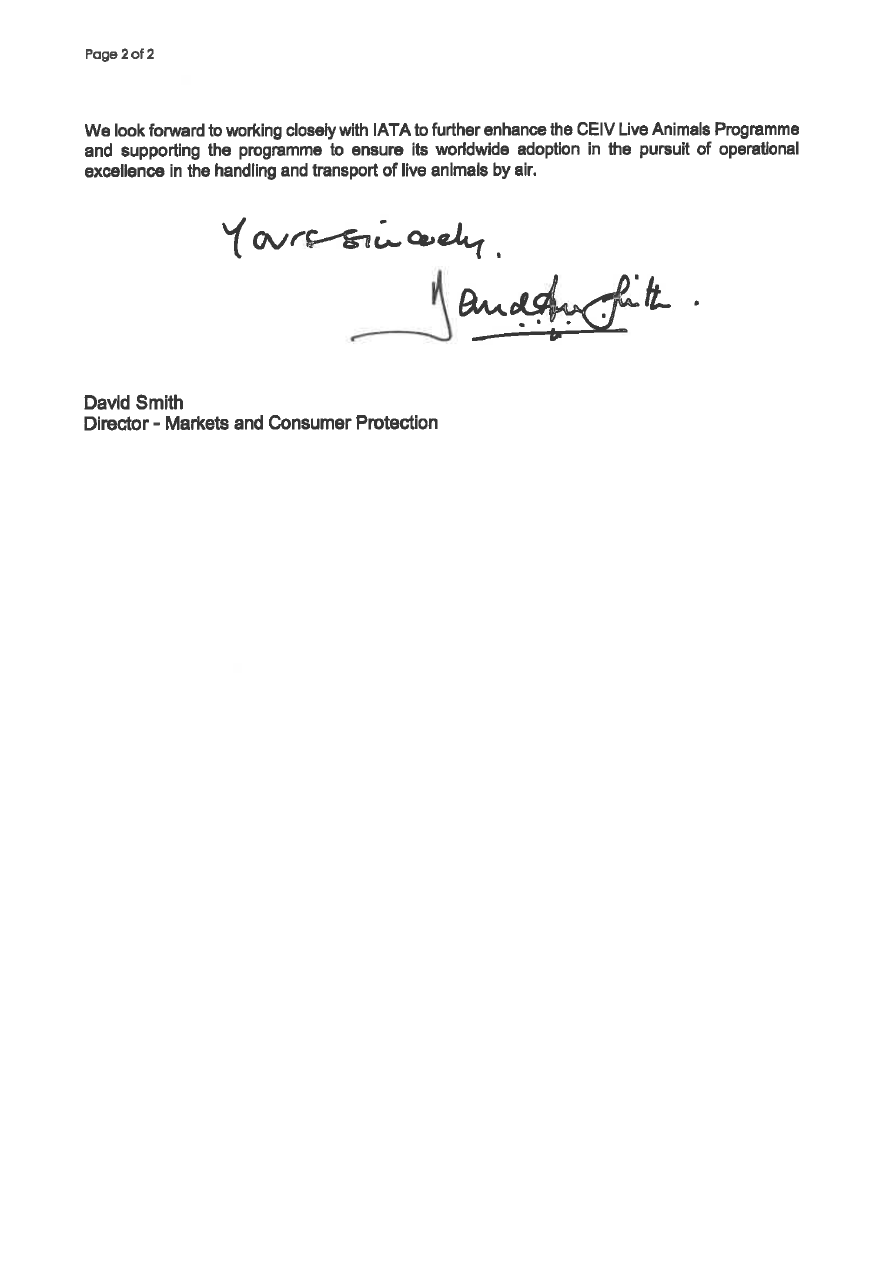 Page 2 of 2
We look forward to working closely with IATA to further enhance the CEIV Live Animals Programme
and supporting the programme to ensure its worldwide adoption in the pursuit of operational
excellence in the handling and transport of live animals by air.
Yours sincerely.
David Smith
Director - Markets and Consumer Protection